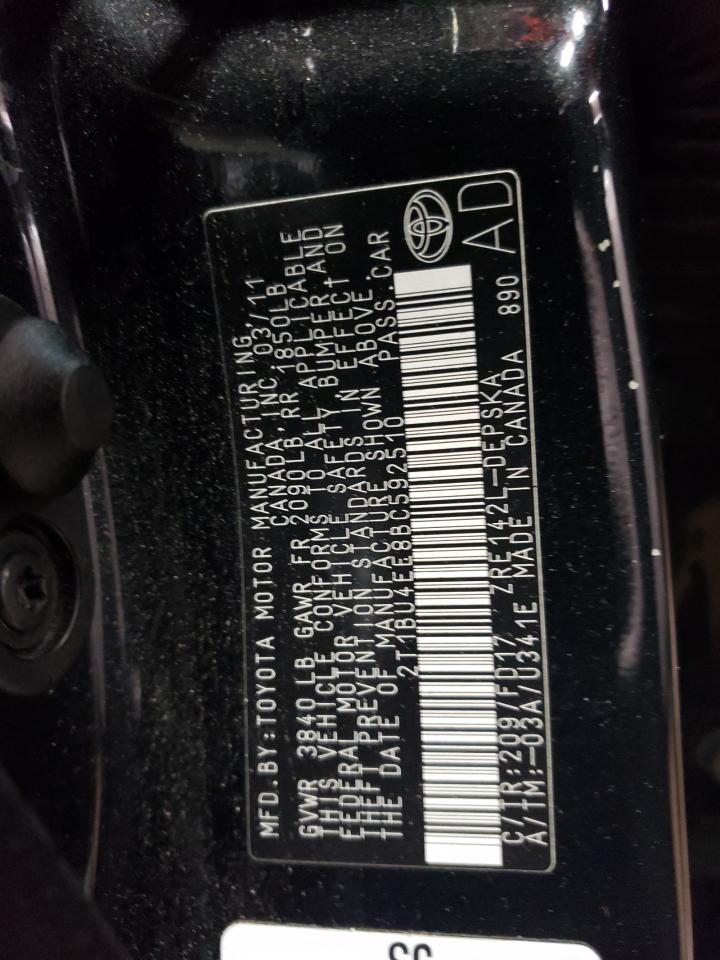 MFD.BY:TOYOTA MOTOR MANUFACTURING,
CANADA,INC.03/11
GVWR 3840LB GAWR FR 2090LB,RR 1850LB
THIS VEHICLE CONFORMS TO ALL APPLICABLE
FEDERAL MOTOR VEHICLE SAFETY, BUMPER,AND
THEFT PREVENTION STANDARDS IN EFFECT ON
THE DATE OF MANUFACTURE SHOWN ABOVE.
2T1BU4EE8BC592510 PASS.CAR
C/TR:209/FD17 ZRE142L-DEPSKA
A/TM:-03A/U341E MADE IN CANADA 890
AD